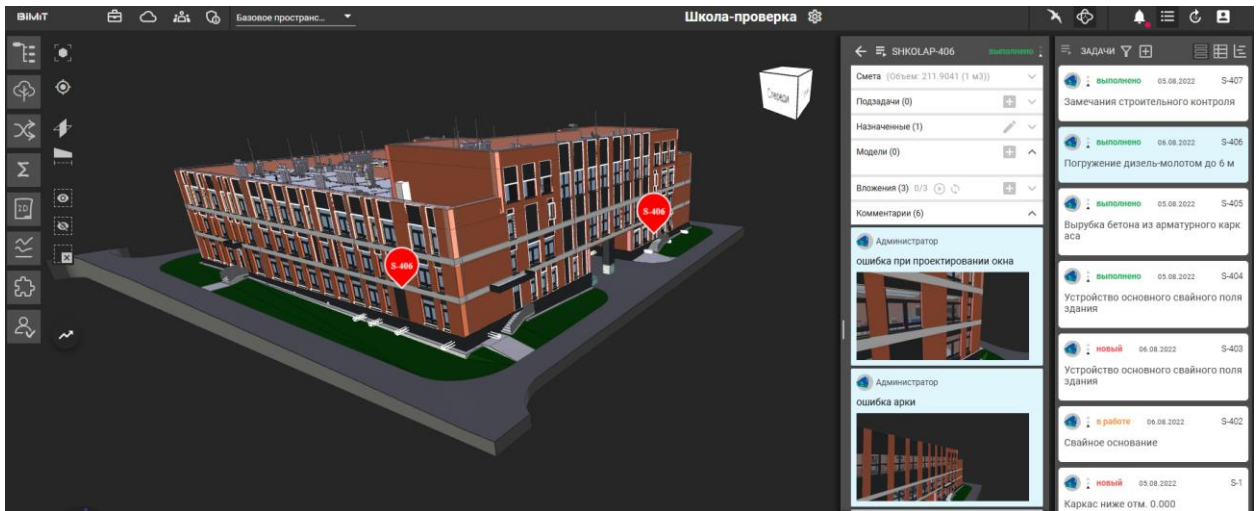 BIMIT
Базовое пространс...
Школа-проверка
SHKOLAP-406 выполнено
Смета (Объем: 211.9041 (1 м3))
Подзадачи (0)
Назначенные (1)
Модели (0)
Вложения (3) 0/3
Комментарии (6)
Администратор
ошибка при проектировании окна
Администратор
ошибка арки
ЗАДАЧИ
выполнено 05.08.2022 S-407
Замечания строительного контроля
выполнено 06.08.2022 S-406
Погружение дизель-молотом до 6 м
выполнено 05.08.2022 S-405
Вырубка бетона из арматурного карк
аса
выполнено 05.08.2022 S-404
Устройство основного свайного поля
здания
новый 06.08.2022 S-403
Устройство основного свайного поля
здания
в работе 06.08.2022 S-402
Свайное основание
новый 05.08.2022 S-1
Каркас ниже отм. 0.000
Спереди
S-406
S-406
2D